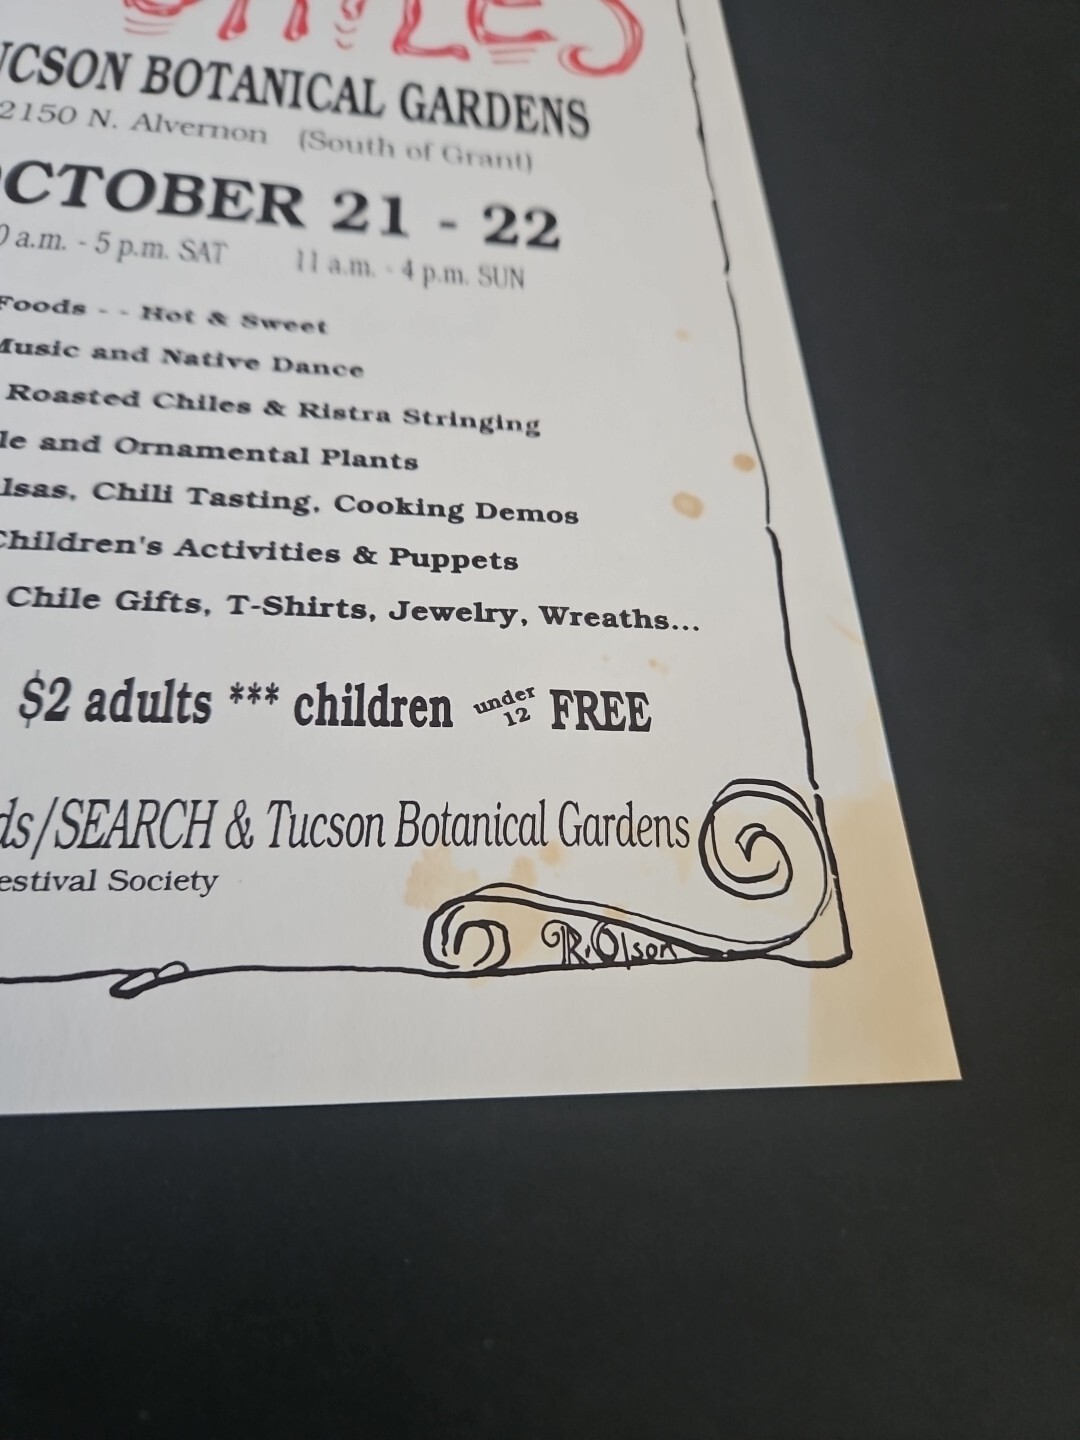 CHILES
UCSON BOTANICAL GARDENS
2150 N. Alvernon (South of Grant)
OCTOBER 21 - 22
0 a.m. - 5 p.m. SAT 11 a.m. - 4 p.m. SUN
Foods - - Hot & Sweet
Music and Native Dance
Roasted Chiles & Ristra Stringing
le and Ornamental Plants
lsas, Chili Tasting, Cooking Demos
Children's Activities & Puppets
Chile Gifts, T-Shirts, Jewelry, Wreaths...
$2 adults *** children under 12 FREE
ds/SEARCH & Tucson Botanical Gardens
estival Society
R. Olson